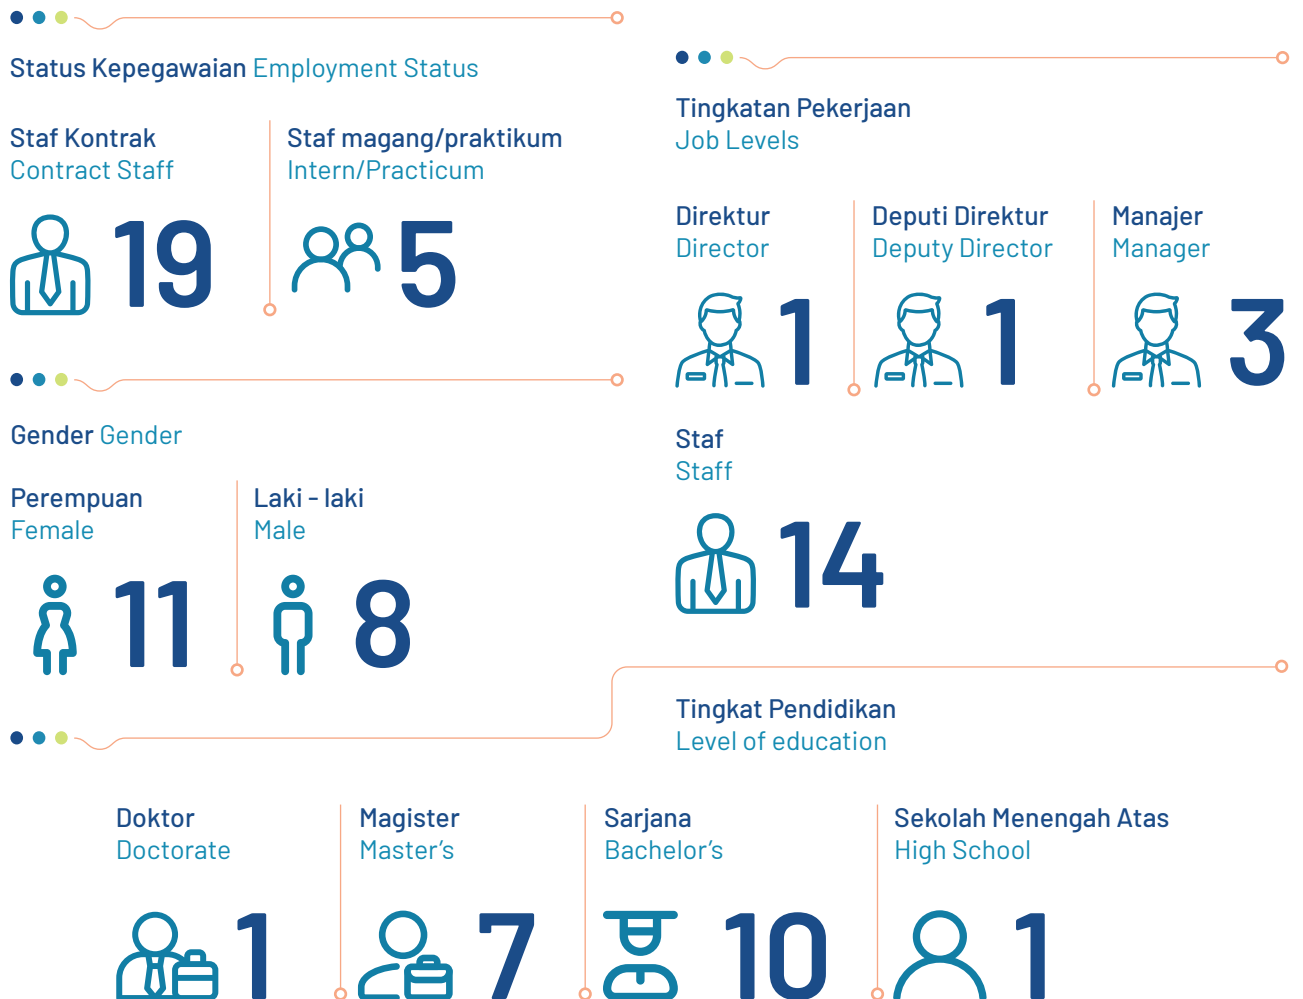 Status Kepegawaian Employment Status
Staf Kontrak
Contract Staff
19
Staf magang/praktikum
Intern/Practicum
5
Gender Gender
Perempuan
Female
11
Laki - laki
Male
8
Tingkatan Pekerjaan
Job Levels
Direktur
Director
1
Deputi Direktur
Deputy Director
1
Manajer
Manager
3
Staf
Staff
14
Tingkat Pendidikan
Level of education
Doktor
Doctorate
1
Magister
Master's
7
Sarjana
Bachelor's
10
Sekolah Menengah Atas
High School
1